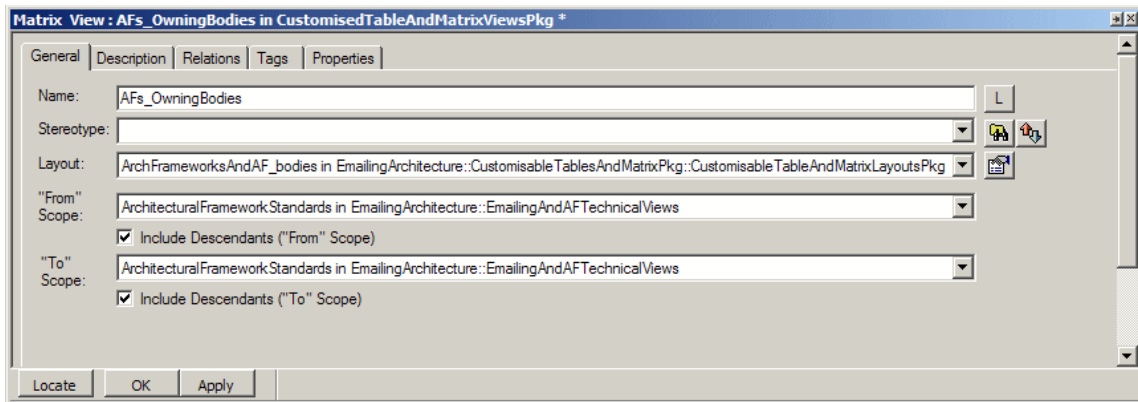 Matrix View : AFs_OwningBodies in CustomisedTableAndMatrixViewsPkg *
General Description Relations Tags Properties
Name: AFs_OwningBodies L
Stereotype:
Layout: ArchFrameworksAndAF_bodies in EmailingArchitecture::CustomisableTablesAndMatrixPkg::CustomisableTableAndMatrixLayoutsPkg
"From" Scope: ArchitecturalFrameworkStandards in EmailingArchitecture::EmailingAndAFTechnicalViews
Include Descendants ("From" Scope)
"To" Scope: ArchitecturalFrameworkStandards in EmailingArchitecture::EmailingAndAFTechnicalViews
Include Descendants ("To" Scope)
Locate OK Apply